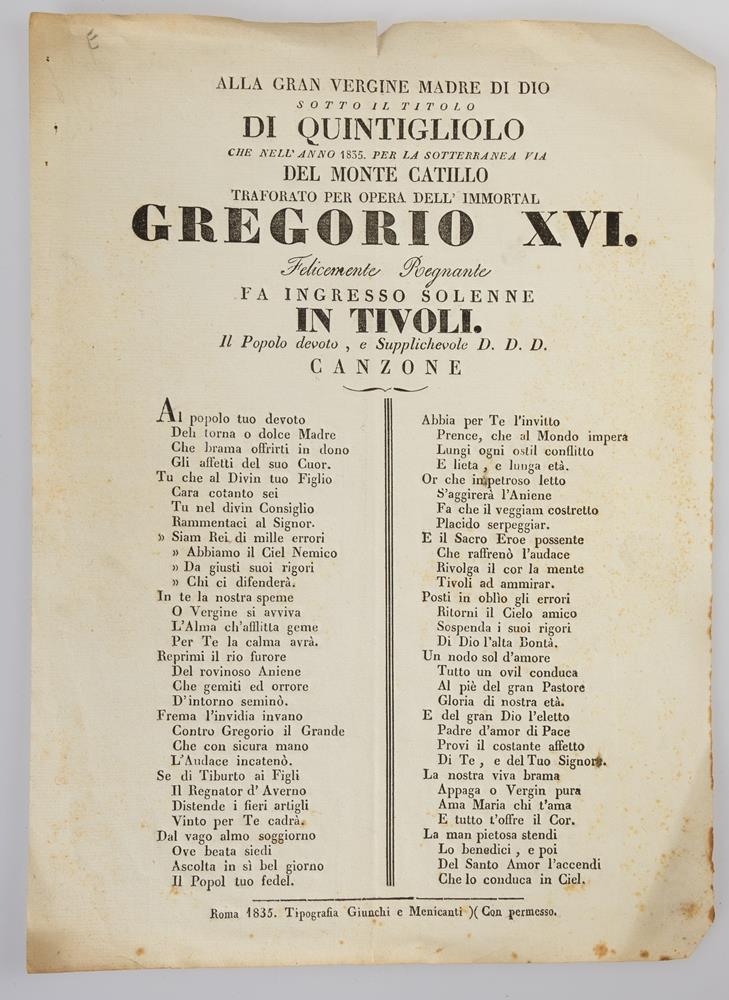 E
ALLA GRAN VERGINE MADRE DI DIO
SOTTO IL TITOLO
DI QUINTIGLIOLO
CHE NELL'ANNO 1835. PER LA SOTTERRANEA VIA
DEL MONTE CATILLO
TRAFORATO PER OPERA DELL' IMMORTAL
GREGORIO XVI.
Felicemente Regnante
FA INGRESSO SOLENNE
IN TIVOLI.
Il Popolo devoto , e Supplichevole D. D. D.
CANZONE
Al popolo tuo devoto
Deh torna o dolce Madre
Che brama offrirti in dono
Gli affetti del suo Cuor.
Tu che al Divin tuo Figlio
Cara cotanto sei
Tu nel divin Consiglio
Rammentaci al Signor.
» Siam Rei di mille errori
» Abbiamo il Ciel Nemico
» Da giusti suoi rigori
» Chi ci difenderà.
In te la nostra speme
O Vergine si avviva
L'Alma ch'afflitta geme
Per Te la calma avrà.
Reprimi il rio furore
Del rovinoso Aniene
Che gemiti ed orrore
D'intorno seminò.
Frema l'invidia invano
Contro Gregorio il Grande
Che con sicura mano
L'Audace incatenò.
Se di Tiburto ai Figli
Il Regnator d' Averno
Distende i fieri artigli
Vinto per Te cadrà.
Dal vago almo soggiorno
Ove beata siedi
Ascolta in sì bel giorno
Il Popol tuo fedel.
Abbia per Te l'invitto
Prence, che al Mondo impera
Lungi ogni ostil conflitto
E lieta , e lunga età.
Or che impetroso letto
S'aggirerà l'Aniene
Fa che il veggiam costretto
Placido serpeggiar.
E il Sacro Eroe possente
Che raffrenò l'audace
Rivolga il cor la mente
Tivoli ad ammirar.
Posti in oblìo gli errori
Ritorni il Cielo amico
Sospenda i suoi rigori
Di Dio l'alta Bontà.
Un nodo sol d'amore
Tutto un ovil conduca
Al piè del gran Pastore
Gloria di nostra età.
E del gran Dio l'eletto
Padre d'amor di Pace
Provi il costante affetto
Di Te , e del Tuo Signore.
La nostra viva brama
Appaga o Vergin pura
Ama Maria chi t'ama
E tutto t'offre il Cor.
La man pietosa stendi
Lo benedici , e poi
Del Santo Amor l'accendi
Che lo conduca in Ciel.
Roma 1835. Tipografia Giunchi e Menicanti )( Con permesso.